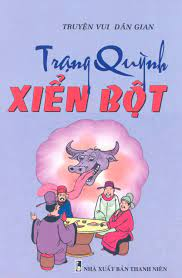 TRUYỆN VUI DÂN GIAN
Trạng Quỳnh
XIỂN BỘT
NHÀ XUẤT BẢN THANH NIÊN